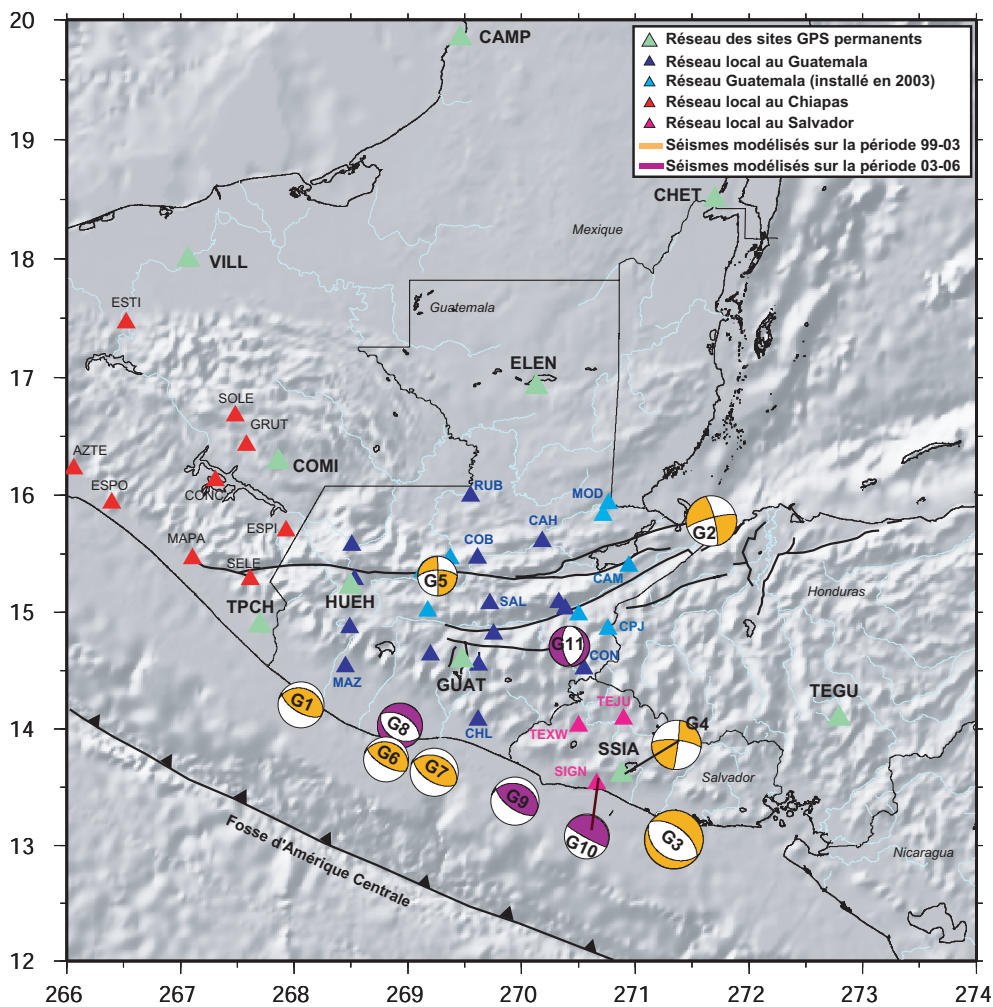 20
19
18
17
16
15
14
13
12
266
267
268
269
270
271
272
273
274
Réseau des sites GPS permanents
Réseau local au Guatemala
Réseau Guatemala (installé en 2003)
Réseau local au Chiapas
Réseau local au Salvador
Séismes modélisés sur la période 99-03
Séismes modélisés sur la période 03-06
CAMP
CHET
Mexique
VILL
ESTI
Guatemala
ELEN
SOLE
GRUT
AZTE
COMI
CONC
ESPO
RUB
MOD
CAH
G2
ESPI
MAPA
COB
SELE
G5
CAM
Honduras
TPCH
HUEH
SAL
CPJ
G11
CON
MAZ
GUAT
TEGU
G1
G8
CHL
TEJU
TEXW
G4
SSIA
G6
G7
SIGN
Salvador
G9
G10
G3
Nicaragua
Fosse d'Amérique Centrale